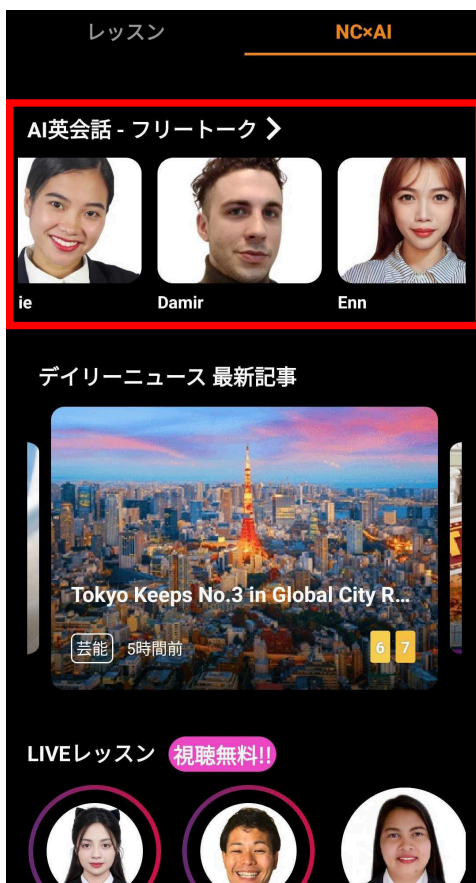 レッスン NC×AI
AI英会話 - フリートーク
ie Damir Enn
デイリーニュース 最新記事
Tokyo Keeps No.3 in Global City R...
芸能 5時間前 6 7
LIVEレッスン 視聴無料!!